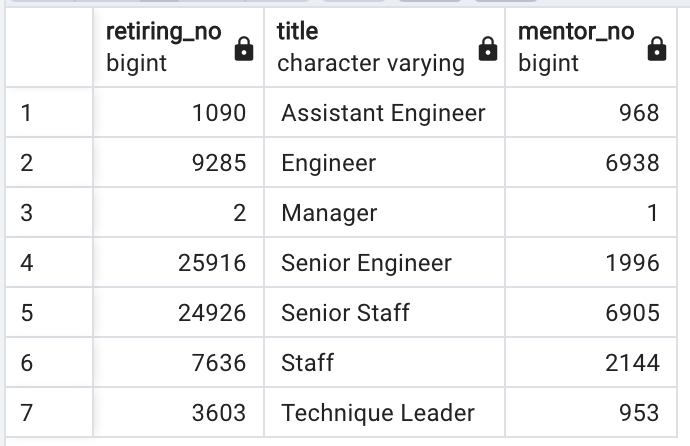 retiring_no title mentor_no
bigint character varying bigint
1 1090 Assistant Engineer 968
2 9285 Engineer 6938
3 2 Manager 1
4 25916 Senior Engineer 1996
5 24926 Senior Staff 6905
6 7636 Staff 2144
7 3603 Technique Leader 953